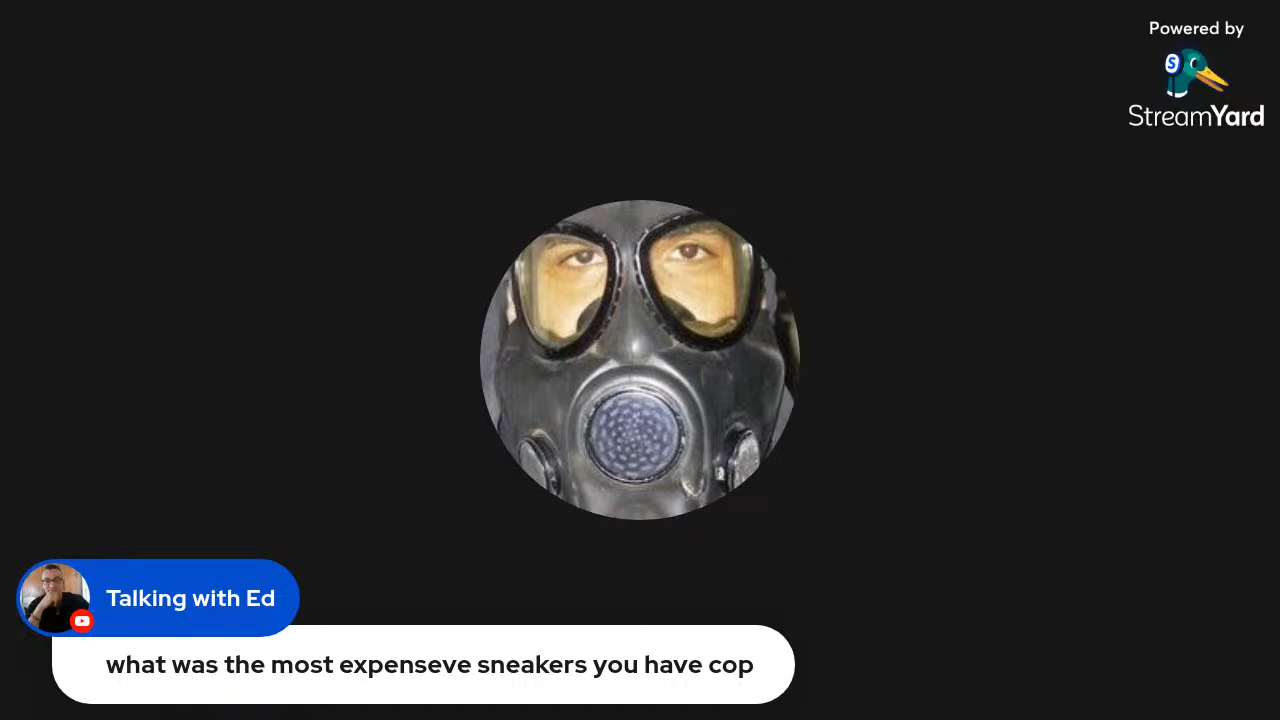 Powered by
StreamYard
Talking with Ed
what was the most expenseve sneakers you have cop